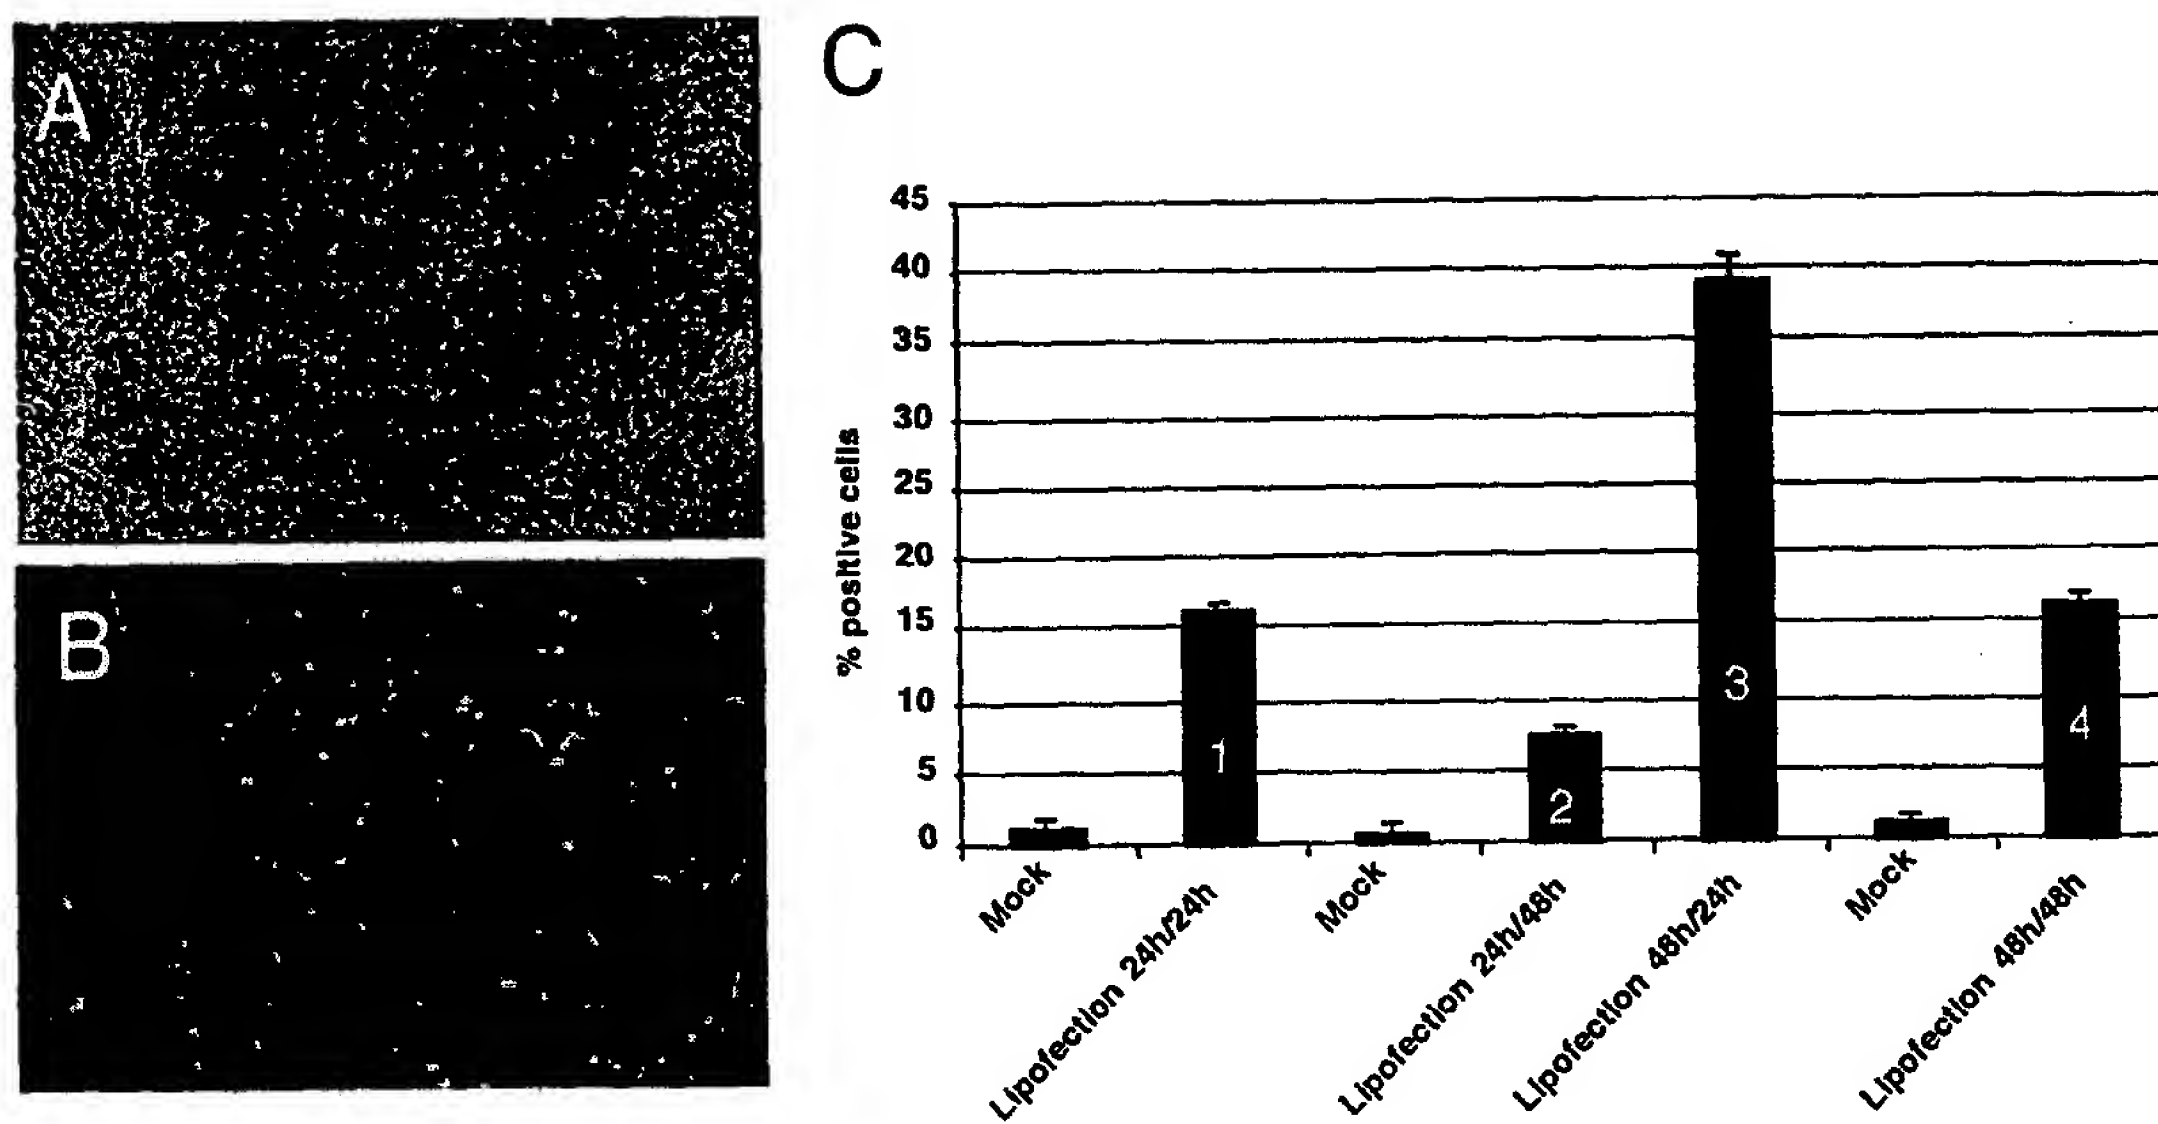 A
B
C
% positive cells
45
40
35
30
25
20
15
10
5
0
1
2
3
4
Mock
Lipofection 24h/24h
Mock
Lipofection 24h/48h
Lipofection 48h/24h
Mock
Lipofection 48h/48h